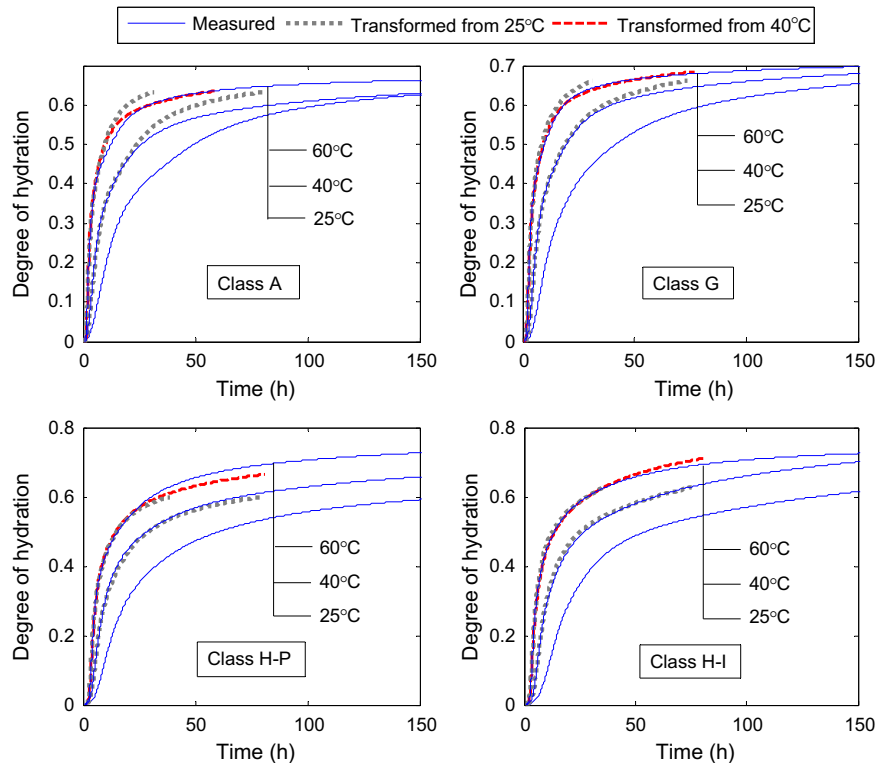 Measured Transformed from 25°C Transformed from 40°C
Degree of hydration
0.6
0.5
0.4
0.3
0.2
0.1
0
60°C
40°C
25°C
Class A
0 50 100 150
Time (h)
Degree of hydration
0.7
0.6
0.5
0.4
0.3
0.2
0.1
0
60°C
40°C
25°C
Class G
0 50 100 150
Time (h)
Degree of hydration
0.8
0.6
0.4
0.2
0
60°C
40°C
25°C
Class H-P
0 50 100 150
Time (h)
Degree of hydration
0.8
0.6
0.4
0.2
0
60°C
40°C
25°C
Class H-I
0 50 100 150
Time (h)